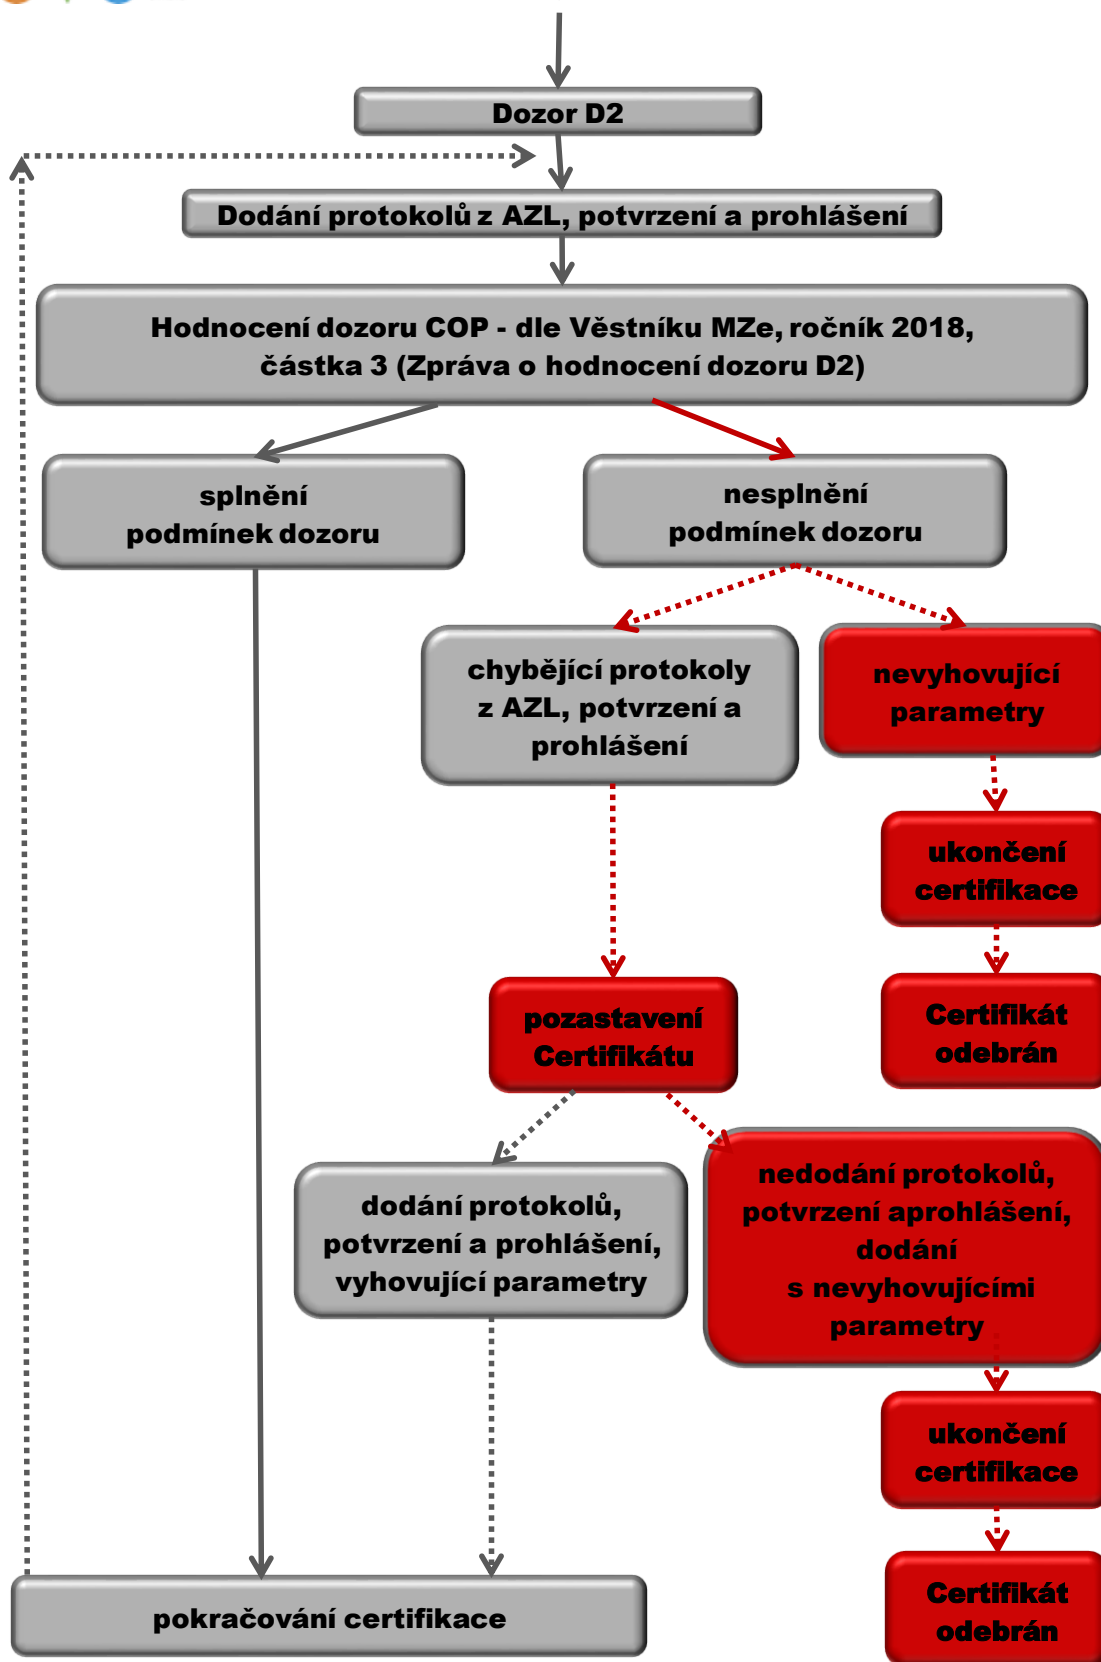 Dozor D2
Dodání protokolů z AZL, potvrzení a prohlášení
Hodnocení dozoru COP - dle Věstníku MZe, ročník 2018,
částka 3 (Zpráva o hodnocení dozoru D2)
splnění
podmínek dozoru
nesplnění
podmínek dozoru
chybějící protokoly
z AZL, potvrzení a
prohlášení
nevyhovující
parametry
ukončení
certifikace
pozastavení
Certifikátu
Certifikát
odebrán
dodání protokolů,
potvrzení a prohlášení,
vyhovující parametry
nedodání protokolů,
potvrzení aprohlášení,
dodání
s nevyhovujícími
parametry
ukončení
certifikace
pokračování certifikace
Certifikát
odebrán